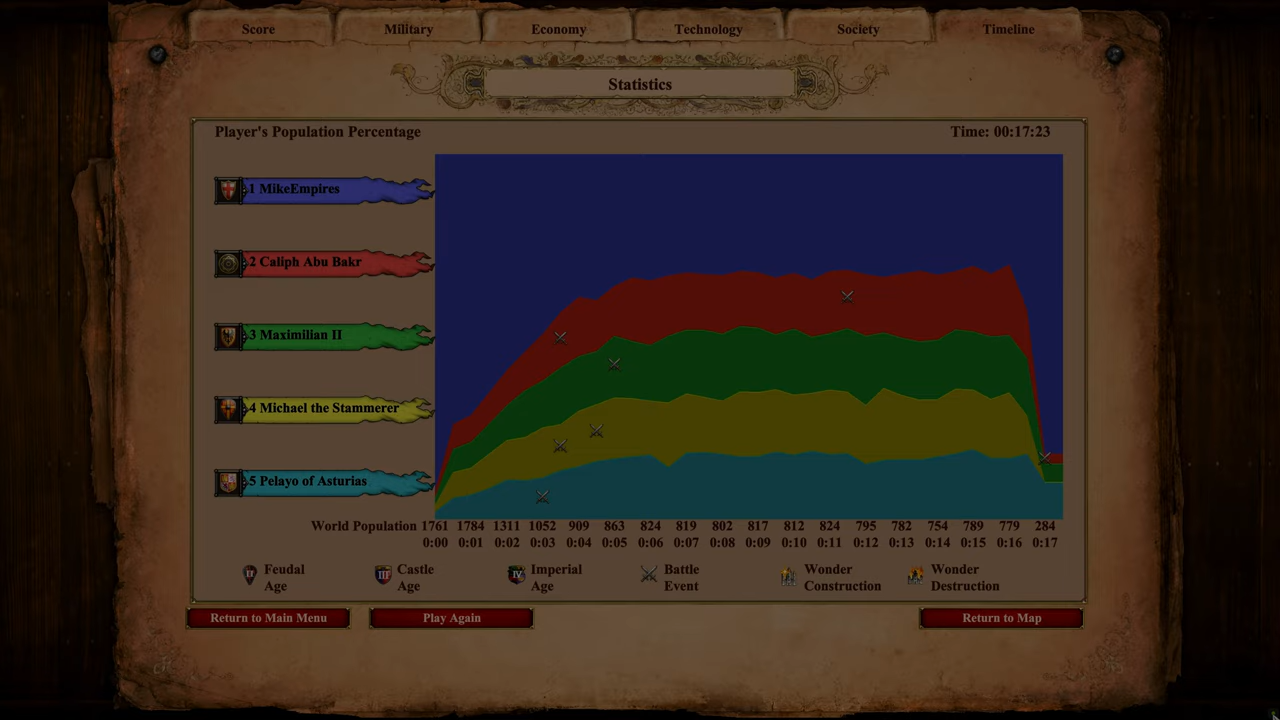 Score Military Economy Technology Society Timeline
Statistics
Player's Population Percentage Time: 00:17:23
1 MikeEmpires
2 Caliph Abu Bakr
3 Maximilian II
4 Michael the Stammerer
5 Pelayo of Asturias
World Population 1761 1784 1311 1052 909 863 824 819 802 817 812 824 795 782 754 789 779 284
0:00 0:01 0:02 0:03 0:04 0:05 0:06 0:07 0:08 0:09 0:10 0:11 0:12 0:13 0:14 0:15 0:16 0:17
II Feudal Age
III Castle Age
IV Imperial Age
Battle Event
Wonder Construction
Wonder Destruction
Return to Main Menu Play Again Return to Map